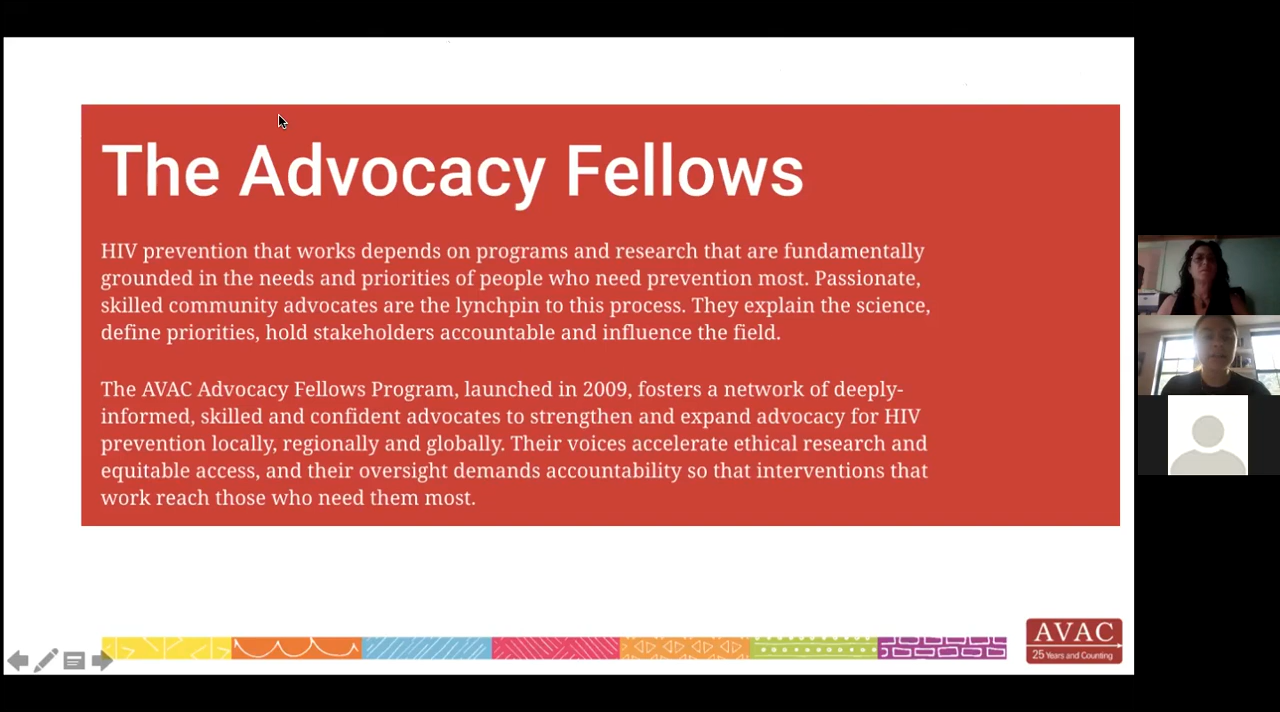 The Advocacy Fellows
HIV prevention that works depends on programs and research that are fundamentally
grounded in the needs and priorities of people who need prevention most. Passionate,
skilled community advocates are the lynchpin to this process. They explain the science,
define priorities, hold stakeholders accountable and influence the field.
The AVAC Advocacy Fellows Program, launched in 2009, fosters a network of deeply-
informed, skilled and confident advocates to strengthen and expand advocacy for HIV
prevention locally, regionally and globally. Their voices accelerate ethical research and
equitable access, and their oversight demands accountability so that interventions that
work reach those who need them most.
AVAC
25 Years and Counting